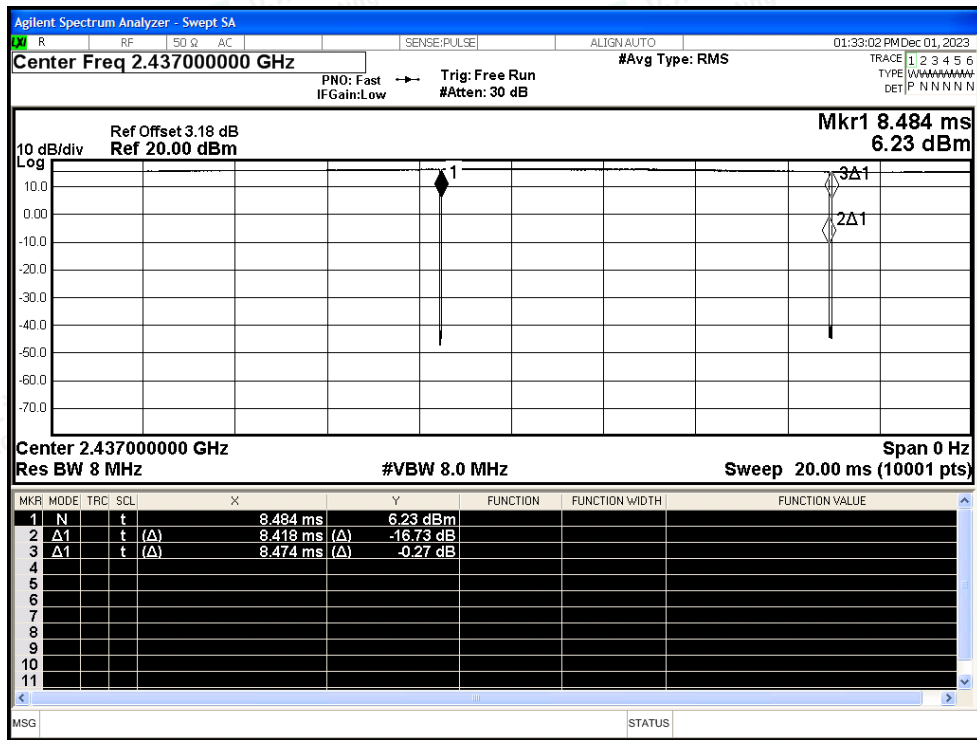 Agilent Spectrum Analyzer - Swept SA
LXI R RF 50 Ω AC SENSE:PULSE ALIGN AUTO 01:33:02 PM Dec 01, 2023
Center Freq 2.437000000 GHz
PNO: Fast
IFGain:Low
Trig: Free Run
#Atten: 30 dB
#Avg Type: RMS
TRACE 1 2 3 4 5 6
TYPE WWWWWW
DET P N N N N N
Mkr1 8.484 ms
6.23 dBm
Ref Offset 3.18 dB
10 dB/div Ref 20.00 dBm
Log
10.0
0.00
-10.0
-20.0
-30.0
-40.0
-50.0
-60.0
-70.0
1
3Δ1
2Δ1
Center 2.437000000 GHz Span 0 Hz
Res BW 8 MHz #VBW 8.0 MHz Sweep 20.00 ms (10001 pts)
MKR MODE TRC SCL X Y FUNCTION FUNCTION WIDTH FUNCTION VALUE
1 N t 8.484 ms 6.23 dBm
2 Δ1 t (Δ) 8.418 ms (Δ) -16.73 dB
3 Δ1 t (Δ) 8.474 ms (Δ) -0.27 dB
4
5
6
7
8
9
10
11
MSG STATUS